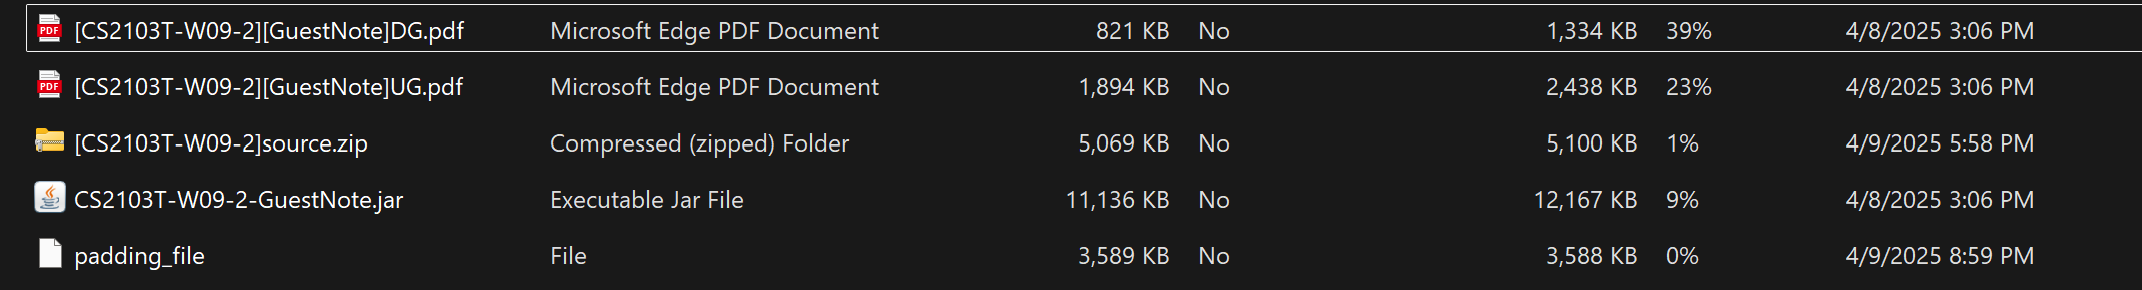 PDF [CS2103T-W09-2][GuestNote]DG.pdf Microsoft Edge PDF Document 821 KB No 1,334 KB 39% 4/8/2025 3:06 PM
PDF [CS2103T-W09-2][GuestNote]UG.pdf Microsoft Edge PDF Document 1,894 KB No 2,438 KB 23% 4/8/2025 3:06 PM
[CS2103T-W09-2]source.zip Compressed (zipped) Folder 5,069 KB No 5,100 KB 1% 4/9/2025 5:58 PM
CS2103T-W09-2-GuestNote.jar Executable Jar File 11,136 KB No 12,167 KB 9% 4/8/2025 3:06 PM
padding_file File 3,589 KB No 3,588 KB 0% 4/9/2025 8:59 PM